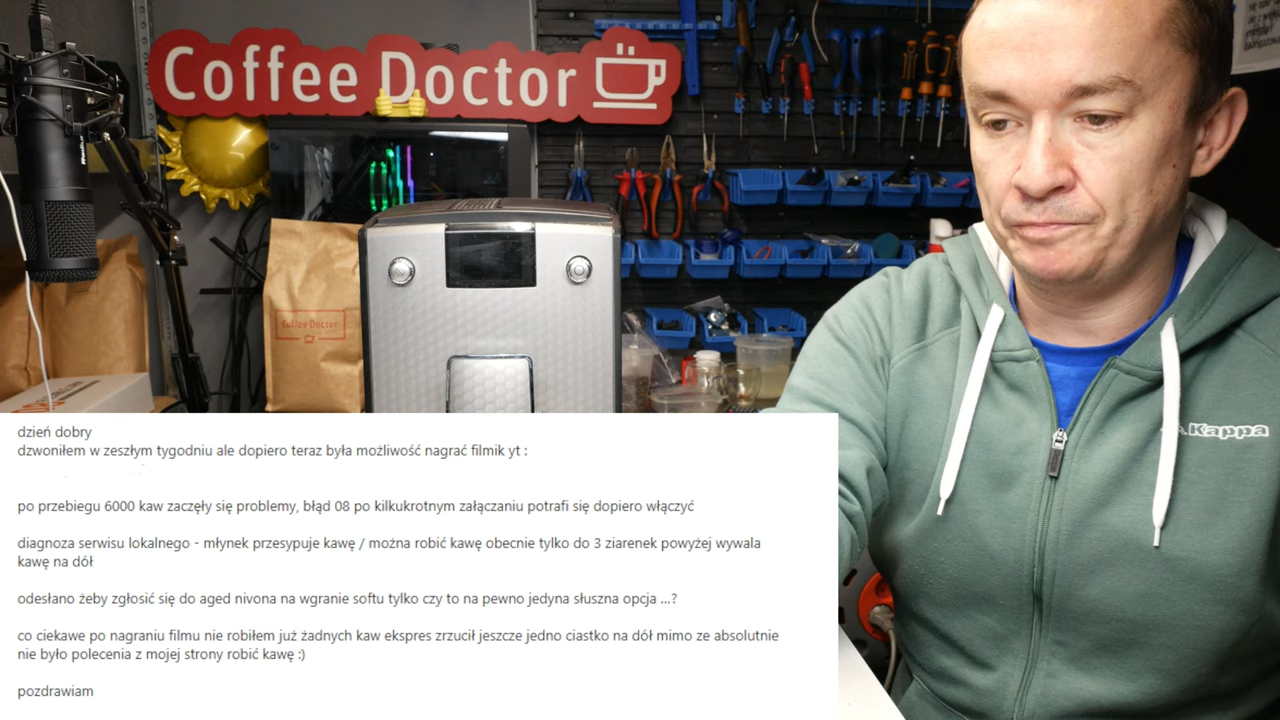 Coffee Doctor
Coffee Doctor
Kappa
dzień dobry
dzwoniłem w zeszłym tygodniu ale dopiero teraz była możliwość nagrać filmik yt :
po przebiegu 6000 kaw zaczęły się problemy, błąd 08 po kilkukrotnym załączaniu potrafi się dopiero włączyć
diagnoza serwisu lokalnego - młynek przesypuje kawę / można robić kawę obecnie tylko do 3 ziarenek powyżej wywala
kawę na dół
odesłano żeby zgłosić się do aged nivona na wgranie softu tylko czy to na pewno jedyna słuszna opcja ...?
co ciekawe po nagraniu filmu nie robiłem już żadnych kaw ekspres zrzucił jeszcze jedno ciastko na dół mimo ze absolutnie
nie było polecenia z mojej strony robić kawę :)
pozdrawiam